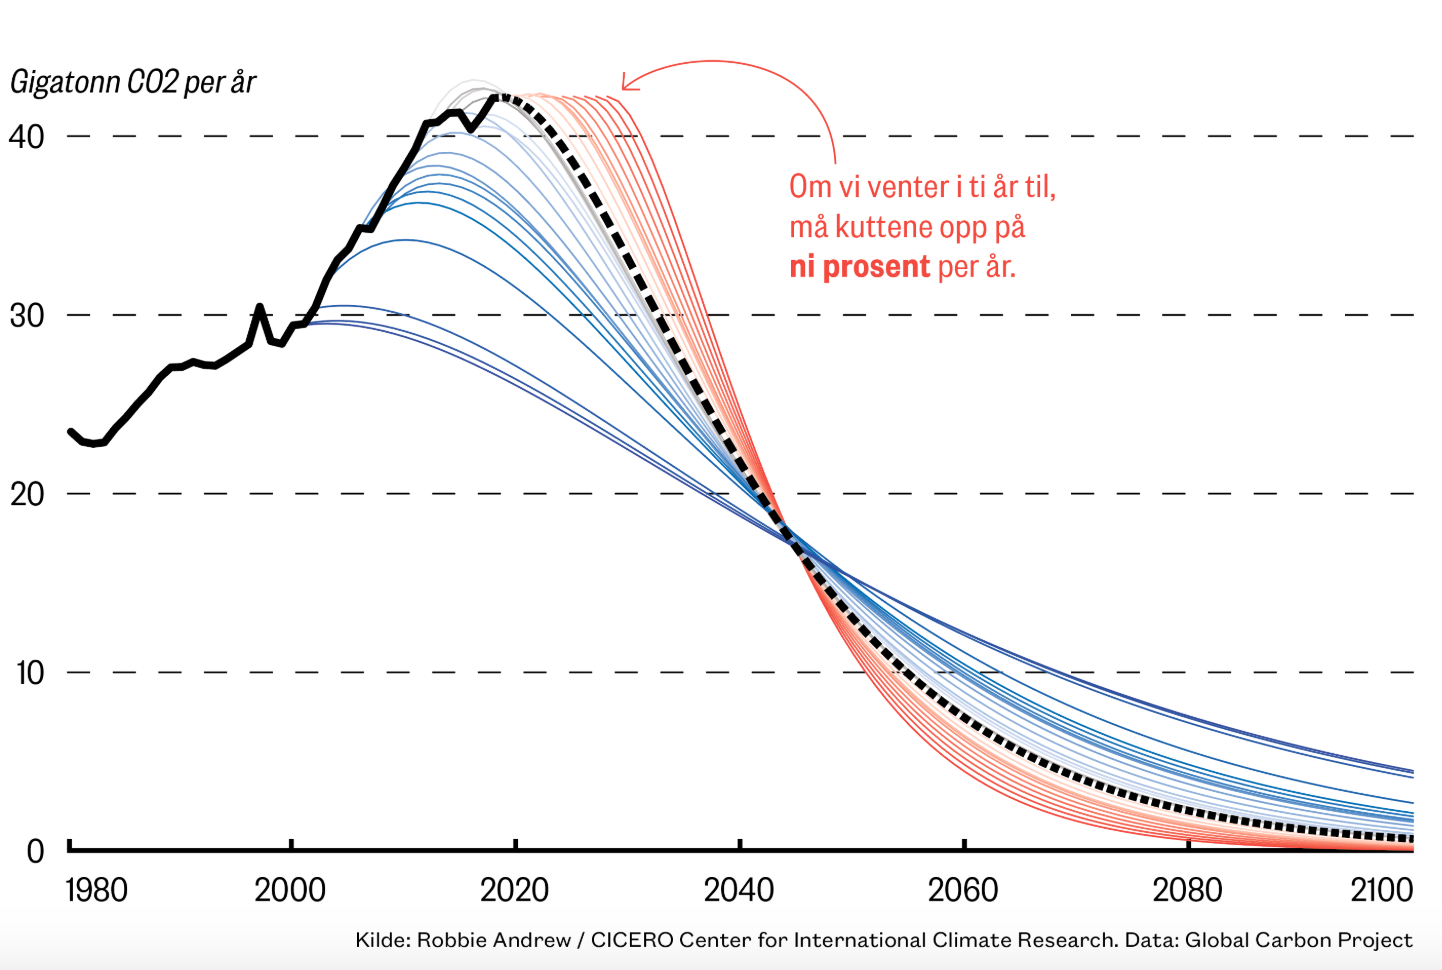 Gigatonn CO2 per år
40
30
20
10
0
Om vi venter i ti år til,
må kuttene opp på
ni prosent per år.
1980 2000 2020 2040 2060 2080 2100
Kilde: Robbie Andrew / CICERO Center for International Climate Research. Data: Global Carbon Project